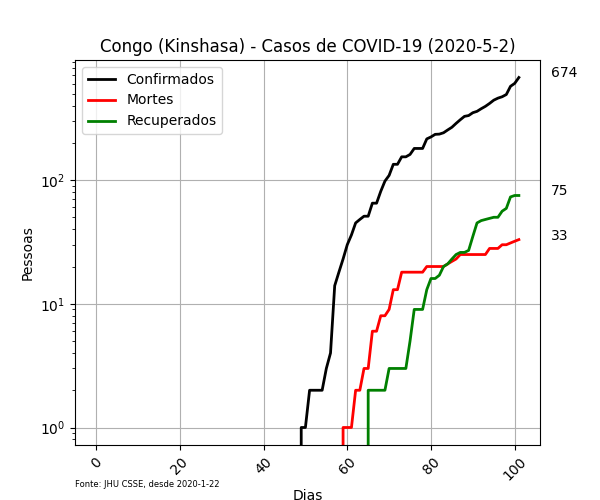 Congo (Kinshasa) - Casos de COVID-19 (2020-5-2)
Confirmados
Mortes
Recuperados
674
75
33
10²
10¹
10⁰
Pessoas
0 20 40 60 80 100
Dias
Fonte: JHU CSSE, desde 2020-1-22